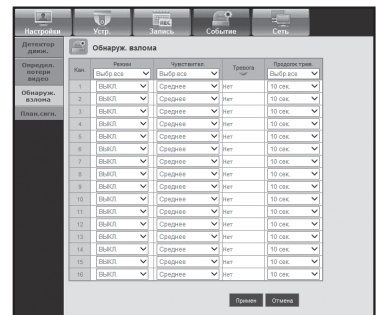 Настройки Устр. Запись Событие Сеть
Детектор движ.
Определ. потери видео
Обнаруж. взлома
План.сигн.
Обнаруж. взлома
Кан. Режим Чувствител. Тревога Продолж.трев.
Выбр.все Выбр.все Выбр.все
1 ВЫКЛ. Среднее Нет 10 сек.
2 ВЫКЛ. Среднее Нет 10 сек.
3 ВЫКЛ. Среднее Нет 10 сек.
4 ВЫКЛ. Среднее Нет 10 сек.
5 ВЫКЛ. Среднее Нет 10 сек.
6 ВЫКЛ. Среднее Нет 10 сек.
7 ВЫКЛ. Среднее Нет 10 сек.
8 ВЫКЛ. Среднее Нет 10 сек.
9 ВЫКЛ. Среднее Нет 10 сек.
10 ВЫКЛ. Среднее Нет 10 сек.
11 ВЫКЛ. Среднее Нет 10 сек.
12 ВЫКЛ. Среднее Нет 10 сек.
13 ВЫКЛ. Среднее Нет 10 сек.
14 ВЫКЛ. Среднее Нет 10 сек.
15 ВЫКЛ. Среднее Нет 10 сек.
16 ВЫКЛ. Среднее Нет 10 сек.
Примен Отмена